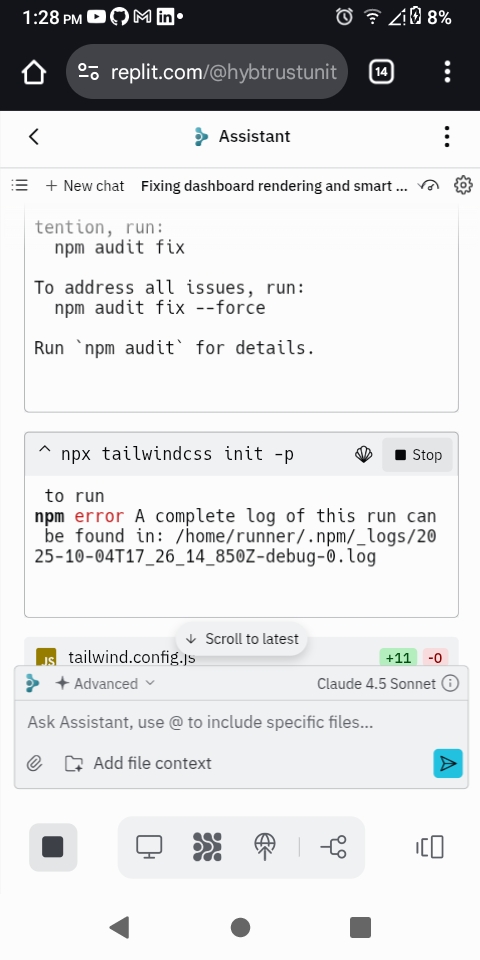 1:28 PM
8%
replit.com/@hybtrustunit
14
Assistant
New chat
Fixing dashboard rendering and smart ...
tention, run:
npm audit fix
To address all issues, run:
npm audit fix --force
Run `npm audit` for details.
^ npx tailwindcss init -p
Stop
to run
npm error A complete log of this run can
be found in: /home/runner/.npm/_logs/20
25-10-04T17_26_14_850Z-debug-0.log
Scroll to latest
JS tailwind.config.js +11 -0
Advanced
Claude 4.5 Sonnet
Ask Assistant, use @ to include specific files...
Add file context